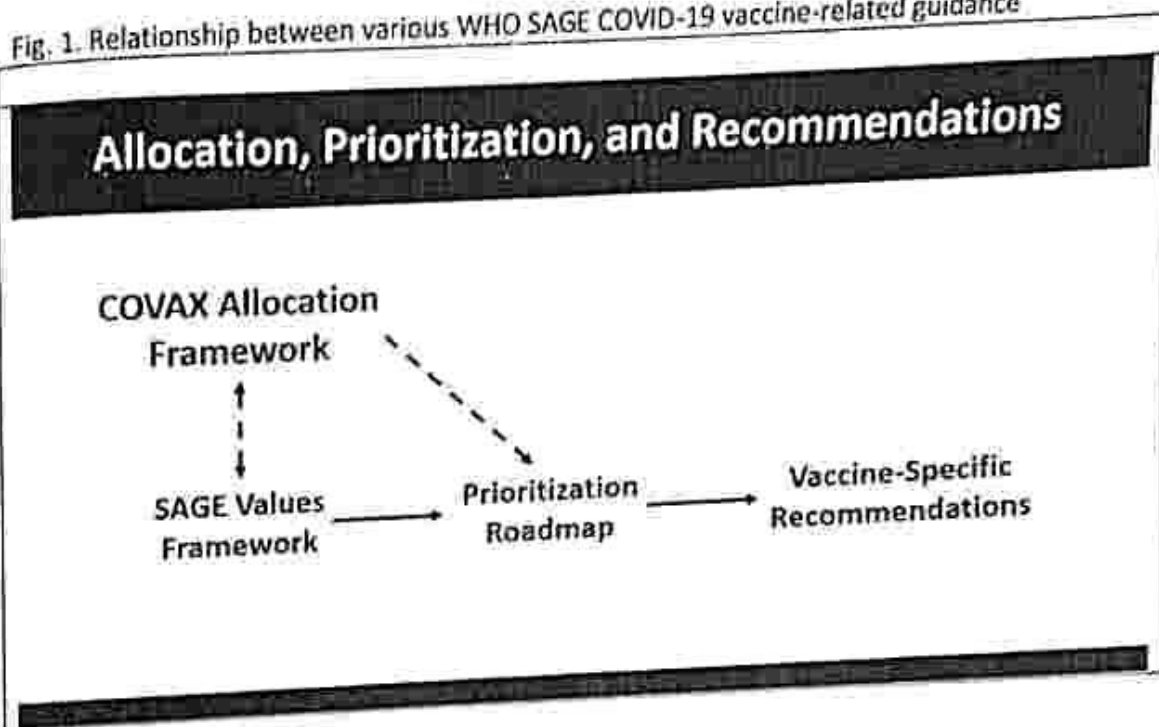 Fig. 1. Relationship between various WHO SAGE COVID-19 vaccine-related guidance
Allocation, Prioritization, and Recommendations
COVAX Allocation
Framework
SAGE Values
Framework
Prioritization
Roadmap
Vaccine-Specific
Recommendations